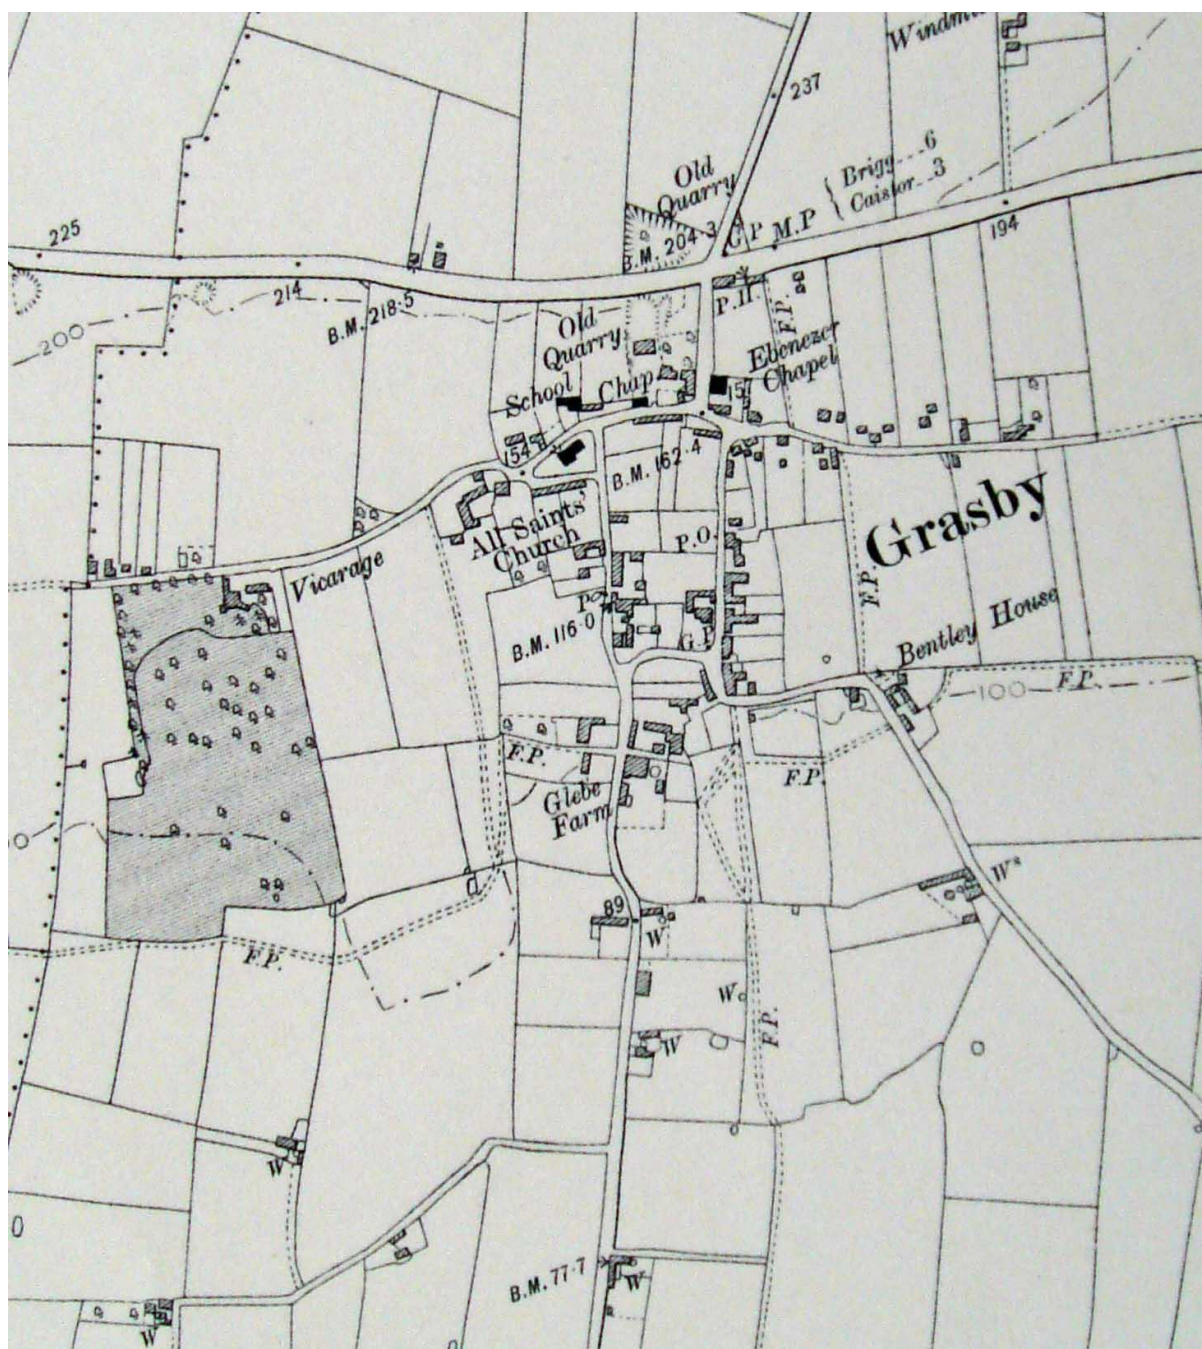 237
Old
Quarry
Brigg 6
Caistor 3
225
B.M. 204·3
G.P
M.P
194
214
200
B.M. 218·5
P.H.
F.P.
Old
Quarry
Ebenezer
Chapel
School
Chap
157
154
B.M. 162·4
All Saints'
Church
Grasby
P.O.
Vicarage
F.P.
P
B.M. 116·0
G.P
Bentley House
100
F.P.
F.P.
F.P.
Glebe
Farm
Ws
89
W
F.P.
W
F.P.
W
W
B.M. 77·7
W
W